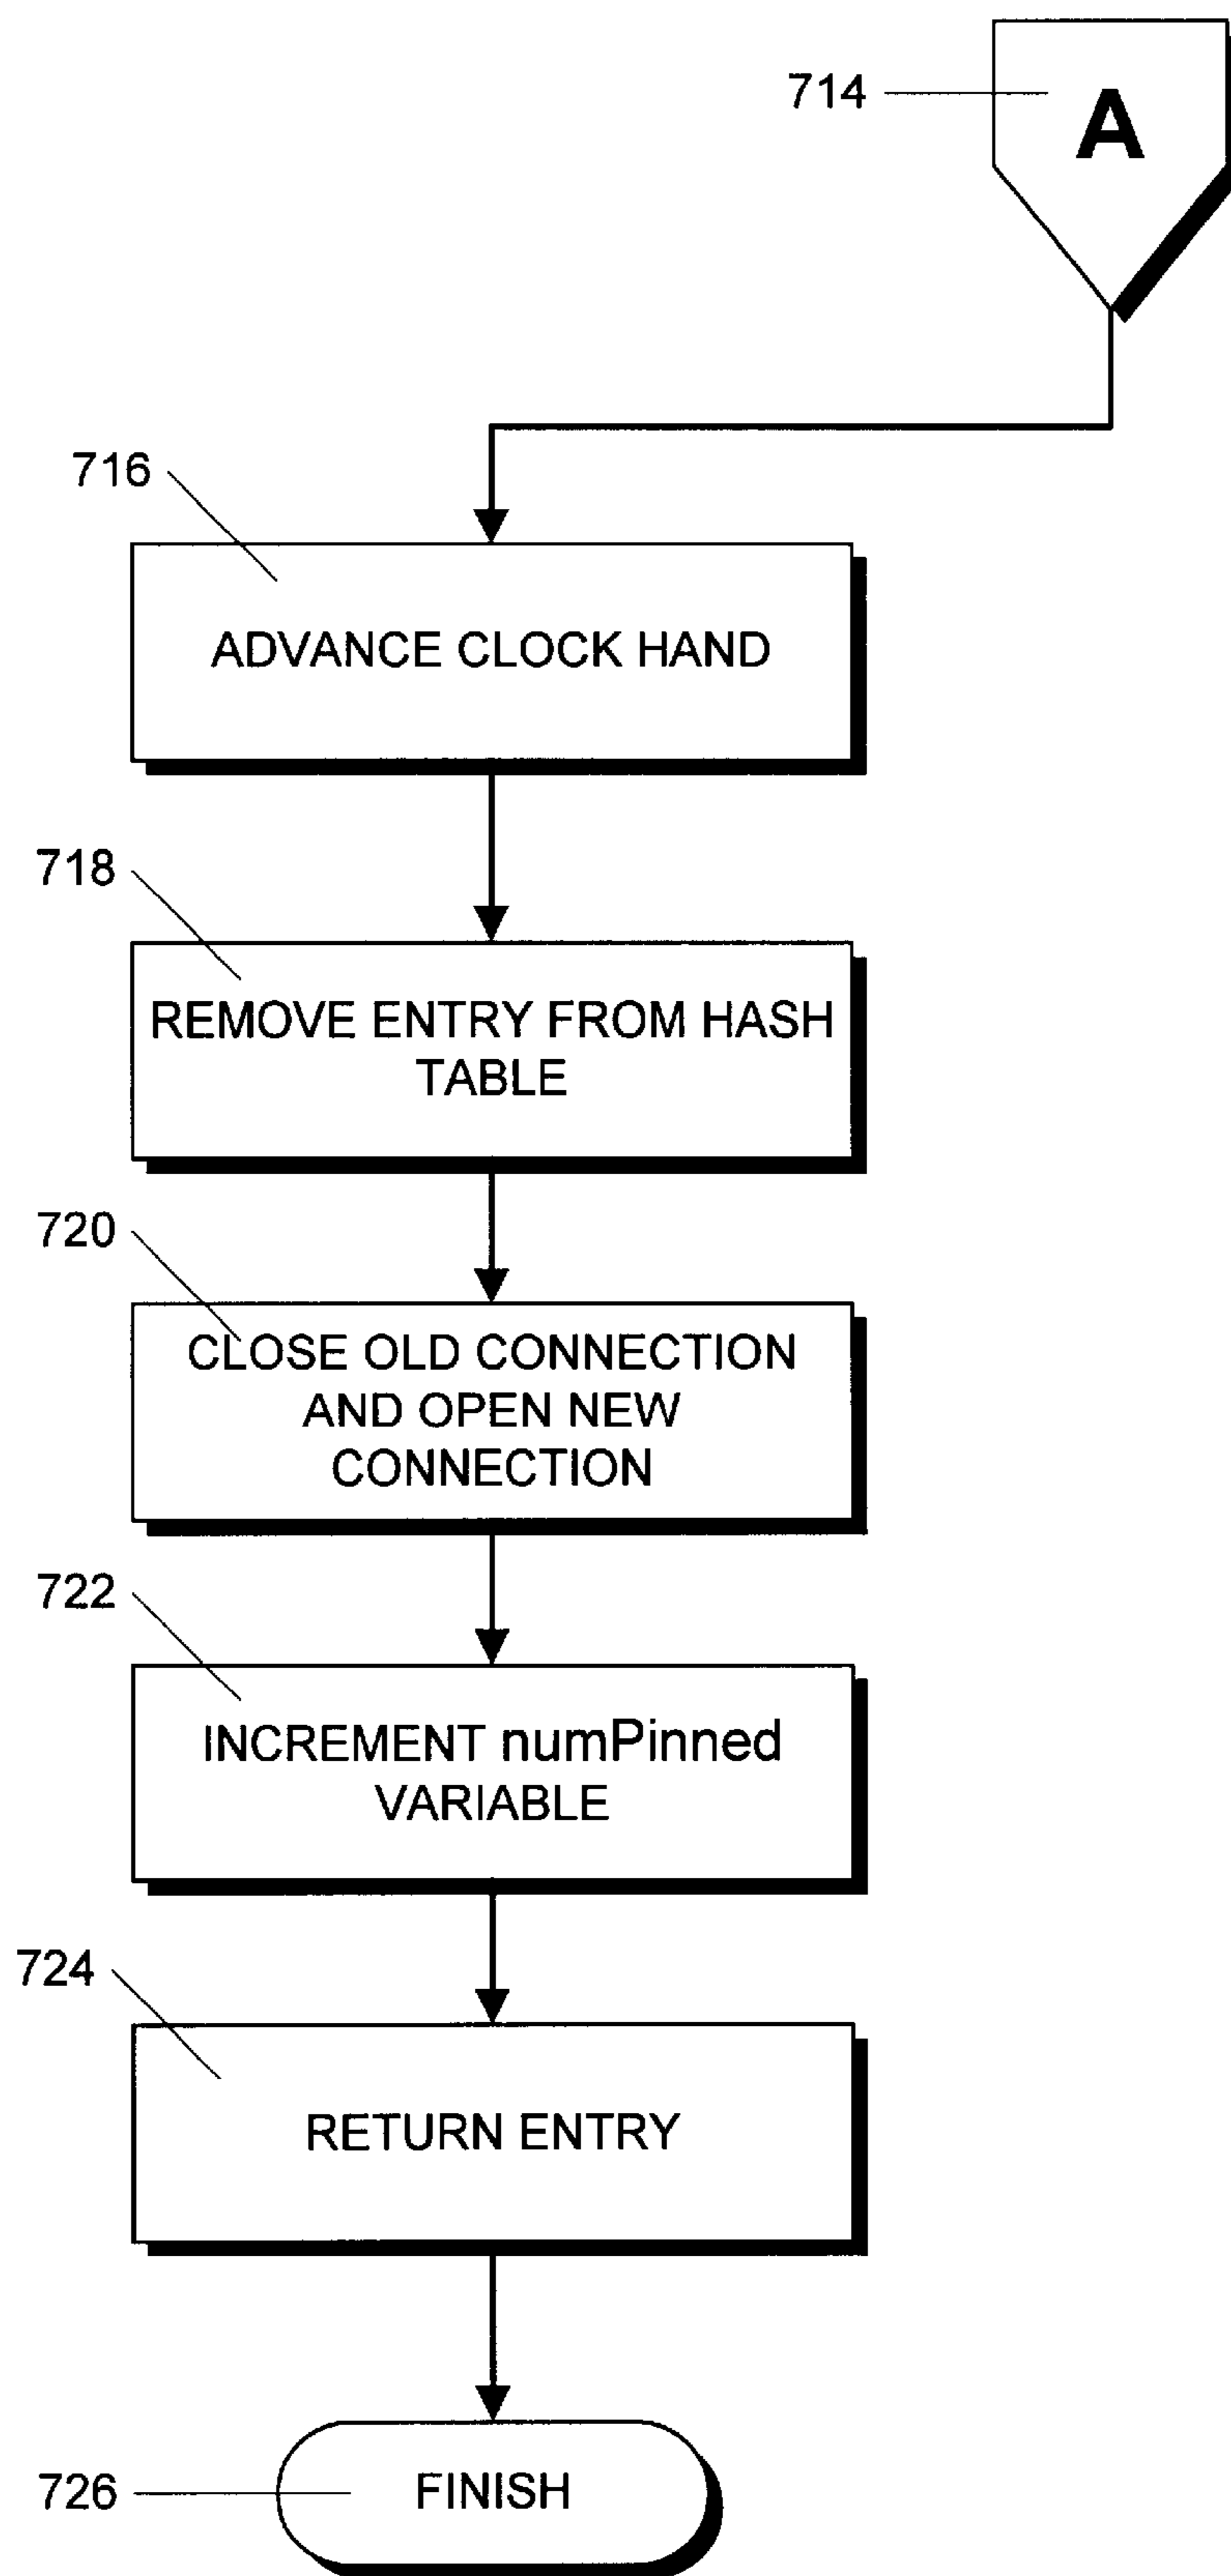 714
A
716
ADVANCE CLOCK HAND
718
REMOVE ENTRY FROM HASH
TABLE
720
CLOSE OLD CONNECTION
AND OPEN NEW
CONNECTION
722
INCREMENT numPinned
VARIABLE
724
RETURN ENTRY
726
FINISH